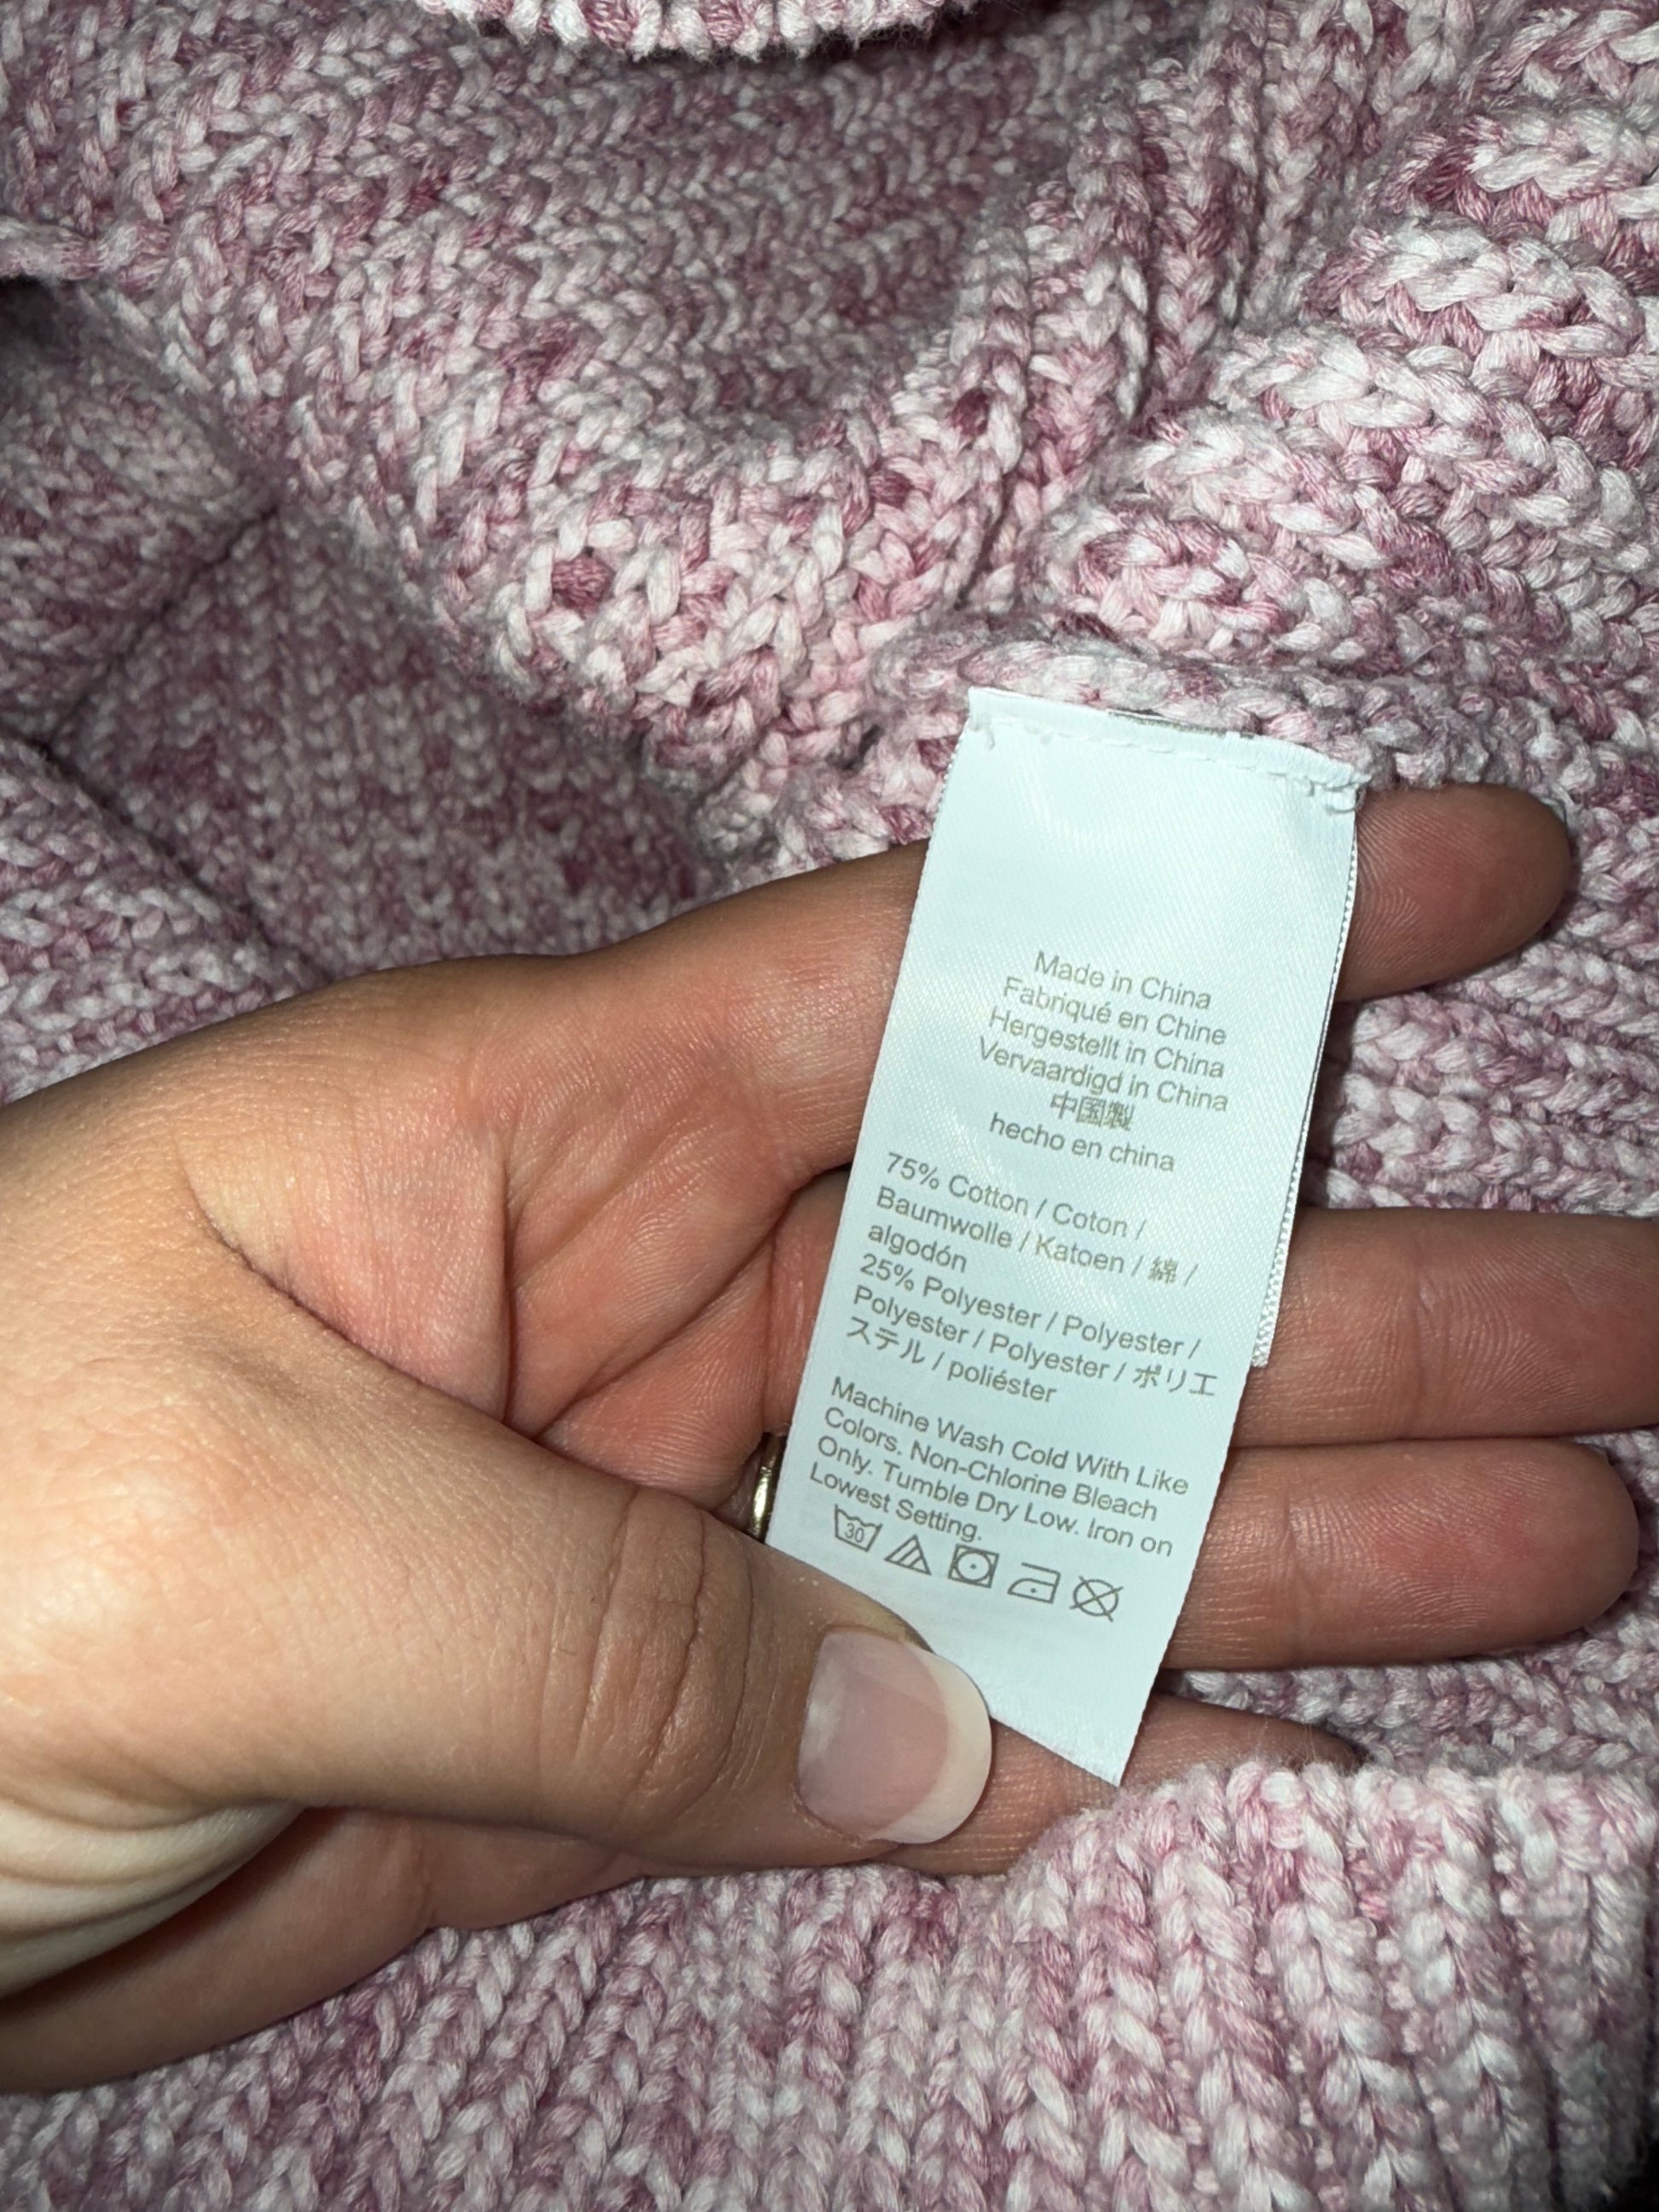 Made in China
Fabriqué en Chine
Hergestellt in China
Vervaardigd in China
中国製
hecho en china
75% Cotton / Coton /
Baumwolle / Katoen / 綿 /
algodón
25% Polyester / Polyester /
Polyester / Polyester / ポリエ
ステル / poliéster
Machine Wash Cold With Like
Colors. Non-Chlorine Bleach
Only. Tumble Dry Low. Iron on
Lowest Setting.
30